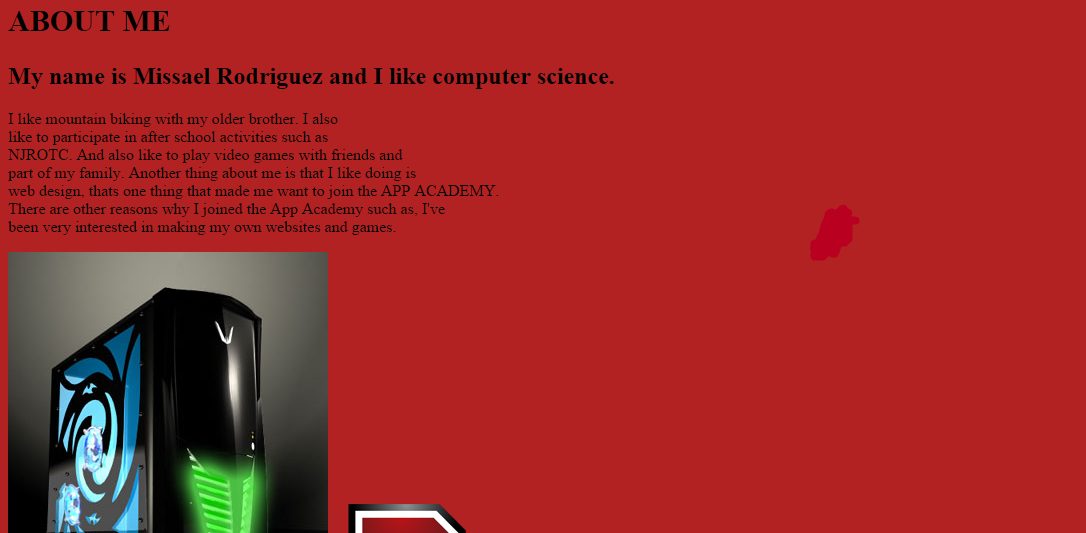 ABOUT ME
My name is Missael Rodriguez and I like computer science.
I like mountain biking with my older brother. I also
like to participate in after school activities such as
NJROTC. And also like to play video games with friends and
part of my family. Another thing about me is that I like doing is
web design, thats one thing that made me want to join the APP ACADEMY.
There are other reasons why I joined the App Academy such as, I've
been very interested in making my own websites and games.